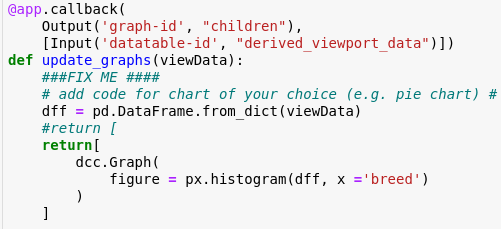 @app.callback(
    Output('graph-id', "children"),
    [Input('datatable-id', "derived_viewport_data")])
def update_graphs(viewData):
    ###FIX ME ####
    # add code for chart of your choice (e.g. pie chart) #
    dff = pd.DataFrame.from_dict(viewData)
    #return [
    return[
        dcc.Graph(
            figure = px.histogram(dff, x ='breed')
        )
    ]